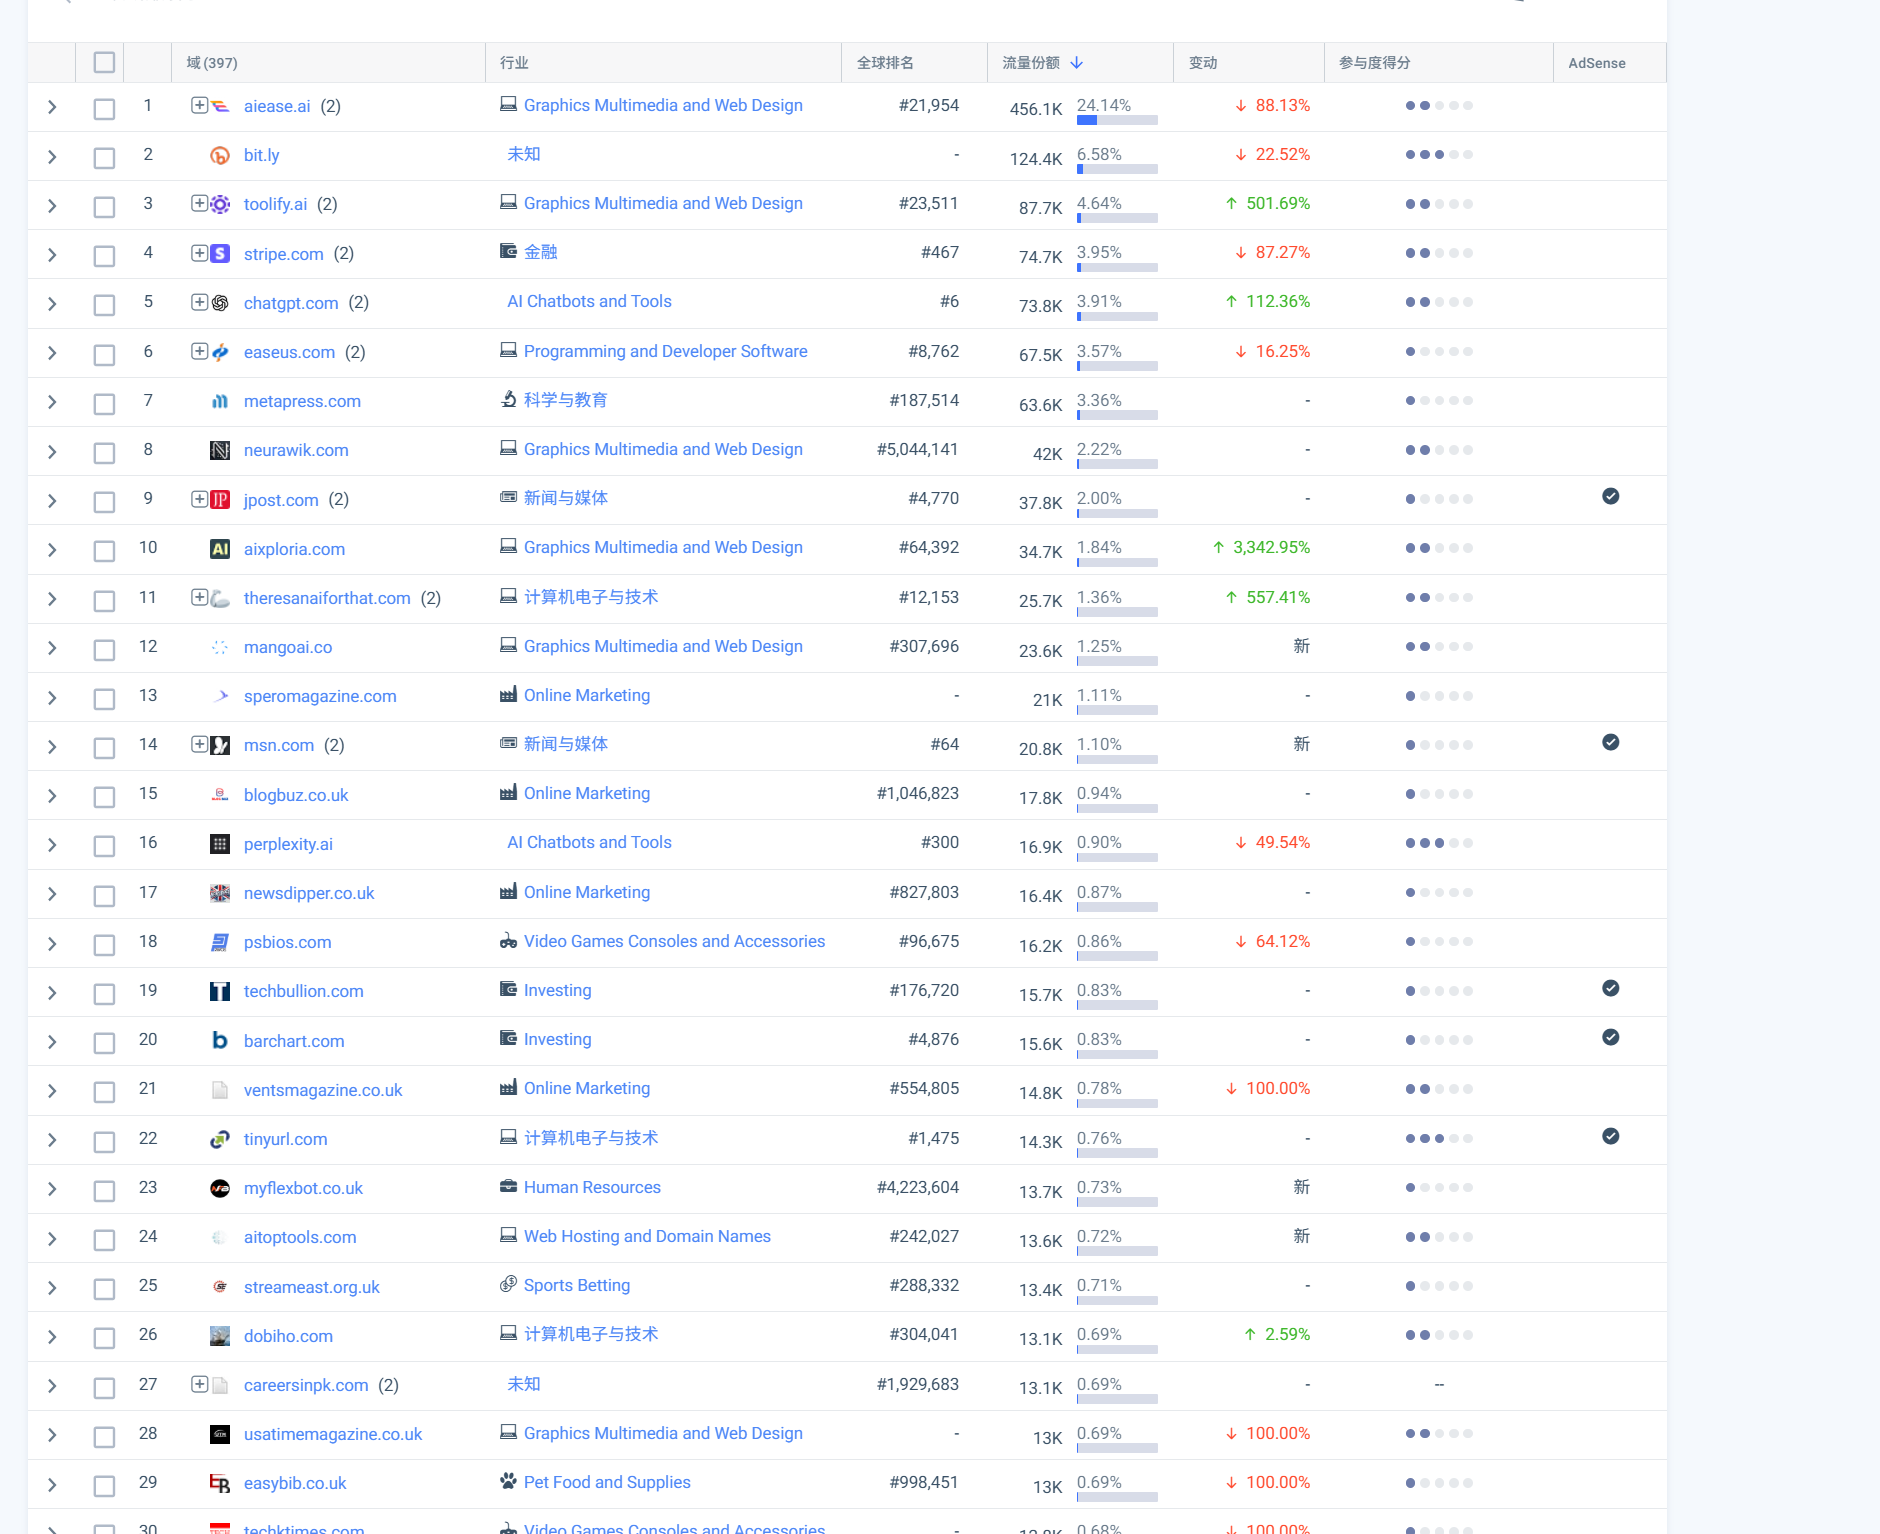 域 (397) 行业 全球排名 流量份额 变动 参与度得分 AdSense
1 aiease.ai (2) Graphics Multimedia and Web Design #21,954 456.1K 24.14% 88.13%
2 bit.ly 未知 - 124.4K 6.58% 22.52%
3 toolify.ai (2) Graphics Multimedia and Web Design #23,511 87.7K 4.64% 501.69%
4 stripe.com (2) 金融 #467 74.7K 3.95% 87.27%
5 chatgpt.com (2) AI Chatbots and Tools #6 73.8K 3.91% 112.36%
6 easeus.com (2) Programming and Developer Software #8,762 67.5K 3.57% 16.25%
7 metapress.com 科学与教育 #187,514 63.6K 3.36% -
8 neurawik.com Graphics Multimedia and Web Design #5,044,141 42K 2.22% -
9 jpost.com (2) 新闻与媒体 #4,770 37.8K 2.00% -
10 aixploria.com Graphics Multimedia and Web Design #64,392 34.7K 1.84% 3,342.95%
11 theresanaiforthat.com (2) 计算机电子与技术 #12,153 25.7K 1.36% 557.41%
12 mangoai.co Graphics Multimedia and Web Design #307,696 23.6K 1.25% 新
13 speromagazine.com Online Marketing - 21K 1.11% -
14 msn.com (2) 新闻与媒体 #64 20.8K 1.10% 新
15 blogbuz.co.uk Online Marketing #1,046,823 17.8K 0.94% -
16 perplexity.ai AI Chatbots and Tools #300 16.9K 0.90% 49.54%
17 newsdipper.co.uk Online Marketing #827,803 16.4K 0.87% -
18 psbios.com Video Games Consoles and Accessories #96,675 16.2K 0.86% 64.12%
19 techbullion.com Investing #176,720 15.7K 0.83% -
20 barchart.com Investing #4,876 15.6K 0.83% -
21 ventsmagazine.co.uk Online Marketing #554,805 14.8K 0.78% 100.00%
22 tinyurl.com 计算机电子与技术 #1,475 14.3K 0.76% -
23 myflexbot.co.uk Human Resources #4,223,604 13.7K 0.73% 新
24 aitoptools.com Web Hosting and Domain Names #242,027 13.6K 0.72% 新
25 streameast.org.uk Sports Betting #288,332 13.4K 0.71% -
26 dobiho.com 计算机电子与技术 #304,041 13.1K 0.69% 2.59%
27 careersinpk.com (2) 未知 #1,929,683 13.1K 0.69% - --
28 usatimemagazine.co.uk Graphics Multimedia and Web Design - 13K 0.69% 100.00%
29 easybib.co.uk Pet Food and Supplies #998,451 13K 0.69% 100.00%
30 techktimes.com Video Games Consoles and Accessories - 12.8K 0.68% 100.00%